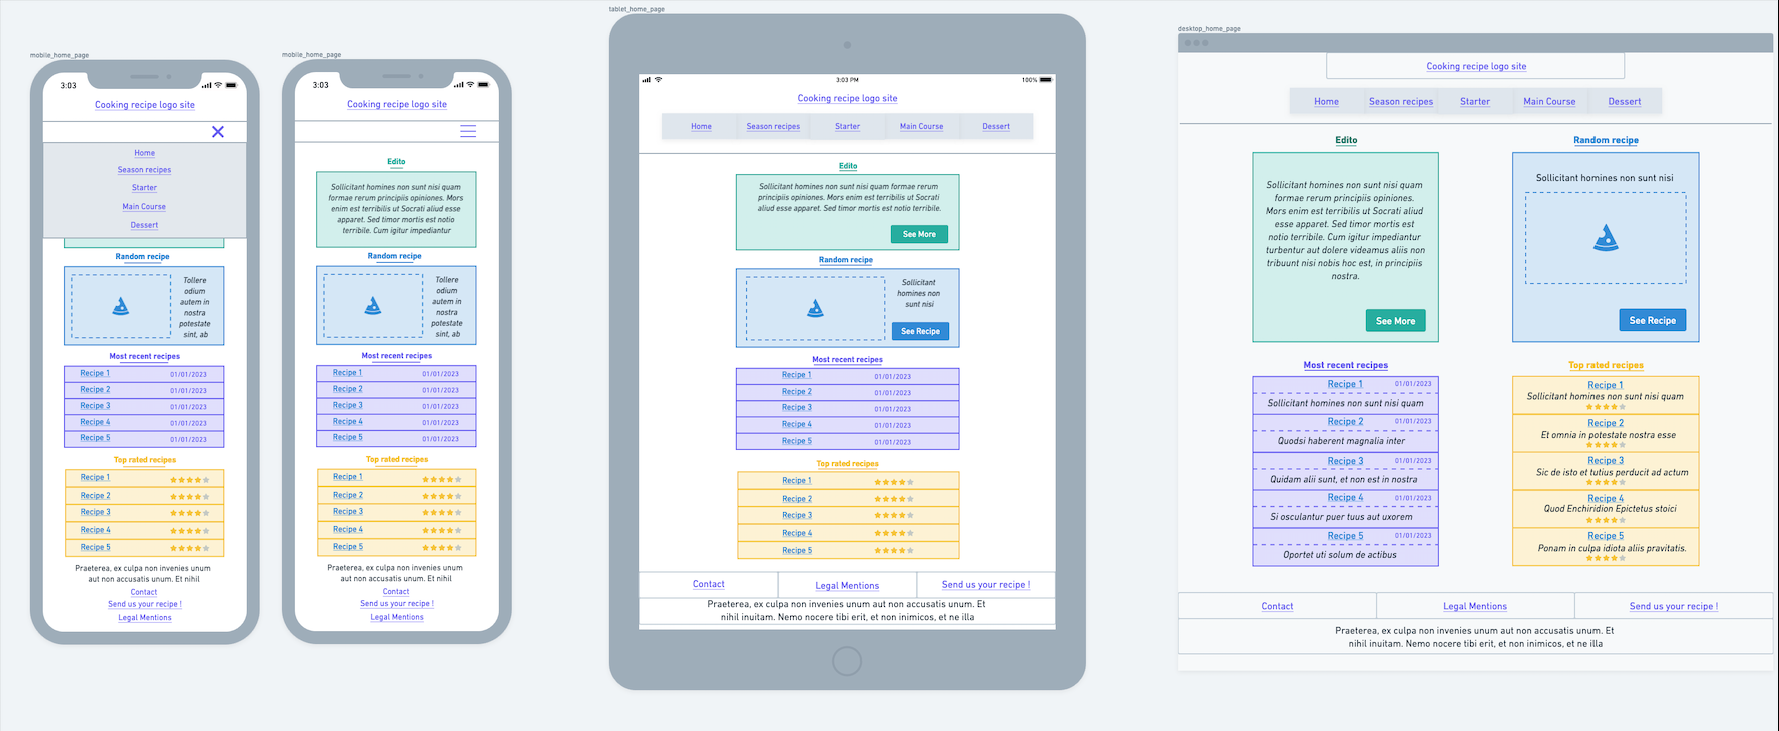 mobile_home_page
3:03
Cooking recipe logo site
Home
Season recipes
Starter
Main Course
Dessert
Random recipe
Tollere
odium
autem in
nostra
potestate
sint, ab
Most recent recipes
Recipe 1 01/01/2023
Recipe 2 01/01/2023
Recipe 3 01/01/2023
Recipe 4 01/01/2023
Recipe 5 01/01/2023
Top rated recipes
Recipe 1
Recipe 2
Recipe 3
Recipe 4
Recipe 5
Praeterea, ex culpa non invenies unum
aut non accusatis unum. Et nihil
Contact
Send us your recipe !
Legal Mentions
mobile_home_page
3:03
Cooking recipe logo site
Edito
Sollicitant homines non sunt nisi quam
formae rerum principiis opiniones. Mors
enim est terribilis ut Socrati aliud esse
apparet. Sed timor mortis est notio
terribile. Cum igitur impediantur
Random recipe
Tollere
odium
autem in
nostra
potestate
sint, ab
Most recent recipes
Recipe 1 01/01/2023
Recipe 2 01/01/2023
Recipe 3 01/01/2023
Recipe 4 01/01/2023
Recipe 5 01/01/2023
Top rated recipes
Recipe 1
Recipe 2
Recipe 3
Recipe 4
Recipe 5
Praeterea, ex culpa non invenies unum
aut non accusatis unum. Et nihil
Contact
Send us your recipe !
Legal Mentions
tablet_home_page
3:03 PM 100%
Cooking recipe logo site
Home Season recipes Starter Main Course Dessert
Edito
Sollicitant homines non sunt nisi quam formae rerum
principiis opiniones. Mors enim est terribilis ut Socrati
aliud esse apparet. Sed timor mortis est notio terribile.
See More
Random recipe
Sollicitant
homines non
sunt nisi
See Recipe
Most recent recipes
Recipe 1 01/01/2023
Recipe 2 01/01/2023
Recipe 3 01/01/2023
Recipe 4 01/01/2023
Recipe 5 01/01/2023
Top rated recipes
Recipe 1
Recipe 2
Recipe 3
Recipe 4
Recipe 5
Contact Legal Mentions Send us your recipe !
Praeterea, ex culpa non invenies unum aut non accusatis unum. Et
nihil inuitam. Nemo nocere tibi erit, et non inimicos, et ne illa
desktop_home_page
Cooking recipe logo site
Home Season recipes Starter Main Course Dessert
Edito
Sollicitant homines non sunt nisi quam
formae rerum principiis opiniones.
Mors enim est terribilis ut Socrati aliud
esse apparet. Sed timor mortis est
notio terribile. Cum igitur impediantur
turbentur aut dolere videamus aliis non
tribuunt nisi nobis hoc est, in principiis
nostra.
See More
Random recipe
Sollicitant homines non sunt nisi
See Recipe
Most recent recipes
Recipe 1 01/01/2023
Sollicitant homines non sunt nisi quam
Recipe 2 01/01/2023
Quodsi haberent magnalia inter
Recipe 3 01/01/2023
Quidam alii sunt, et non est in nostra
Recipe 4 01/01/2023
Si osculantur puer tuus aut uxorem
Recipe 5 01/01/2023
Oportet uti solum de actibus
Top rated recipes
Recipe 1
Sollicitant homines non sunt nisi quam
Recipe 2
Et omnia in potestate nostra esse
Recipe 3
Sic de isto et tutius perducit ad actum
Recipe 4
Quod Enchiridion Epictetus stoici
Recipe 5
Ponam in culpa idiota aliis pravitatis.
Contact Legal Mentions Send us your recipe !
Praeterea, ex culpa non invenies unum aut non accusatis unum. Et
nihil inuitam. Nemo nocere tibi erit, et non inimicos, et ne illa